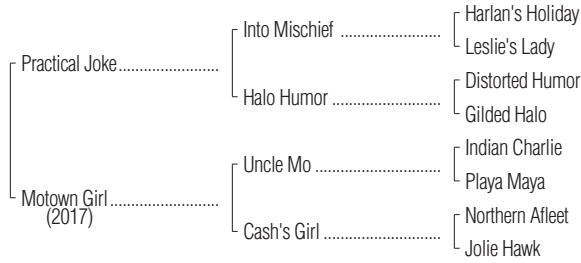 Harlan's Holiday
Into Mischief ........................
Leslie's Lady
Practical Joke ........................
Distorted Humor
Halo Humor ........................
Gilded Halo
Indian Charlie
Uncle Mo ........................
Playa Maya
Motown Girl ........................
(2017)
Northern Afleet
Cash's Girl ........................
Jolie Hawk